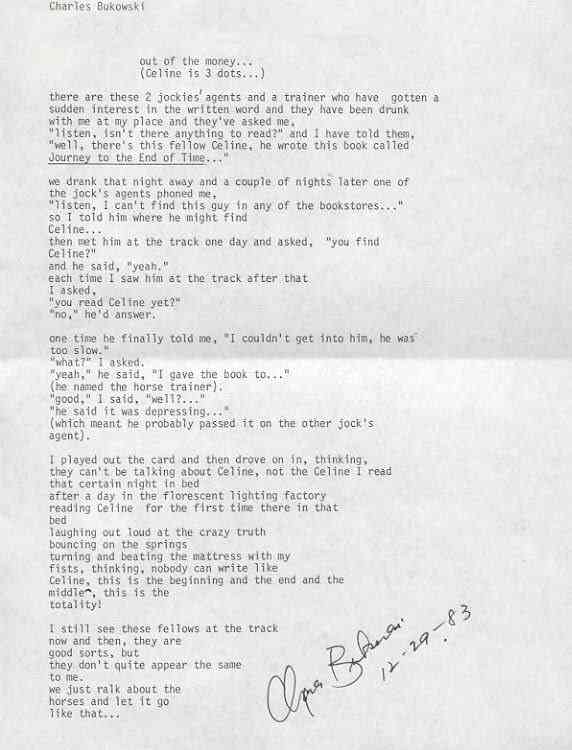 Charles Bukowski
out of the money...
(Celine is 3 dots...)
there are these 2 jockies' agents and a trainer who have gotten a
sudden interest in the written word and they have been drunk
with me at my place and they've asked me,
"listen, isn't there anything to read?" and I have told them,
"well, there's this fellow Celine, he wrote this book called
Journey to the End of Time..."
we drank that night away and a couple of nights later one of
the jock's agents phoned me,
"listen, I can't find this guy in any of the bookstores..."
so I told him where he might find
Celine...
then met him at the track one day and asked, "you find
Celine?"
and he said, "yeah."
each time I saw him at the track after that
I asked,
"you read Celine yet?"
"no," he'd answer.
one time he finally told me, "I couldn't get into him, he was
too slow."
"what?" I asked.
"yeah," he said, "I gave the book to..."
(he named the horse trainer).
"good," I said, "well?..."
"he said it was depressing..."
(which meant he probably passed it on the other jock's
agent).
I played out the card and then drove on in, thinking,
they can't be talking about Celine, not the Celine I read
that certain night in bed
after a day in the florescent lighting factory
reading Celine for the first time there in that
bed
laughing out loud at the crazy truth
bouncing on the springs
turning and beating the mattress with my
fists, thinking, nobody can write like
Celine, this is the beginning and the end and the
middle, this is the
totality!
I still see these fellows at the track
now and then, they are
good sorts, but
they don't quite appear the same
to me.
we just ralk about the
horses and let it go
like that...
Charles Bukowski
12-29-83